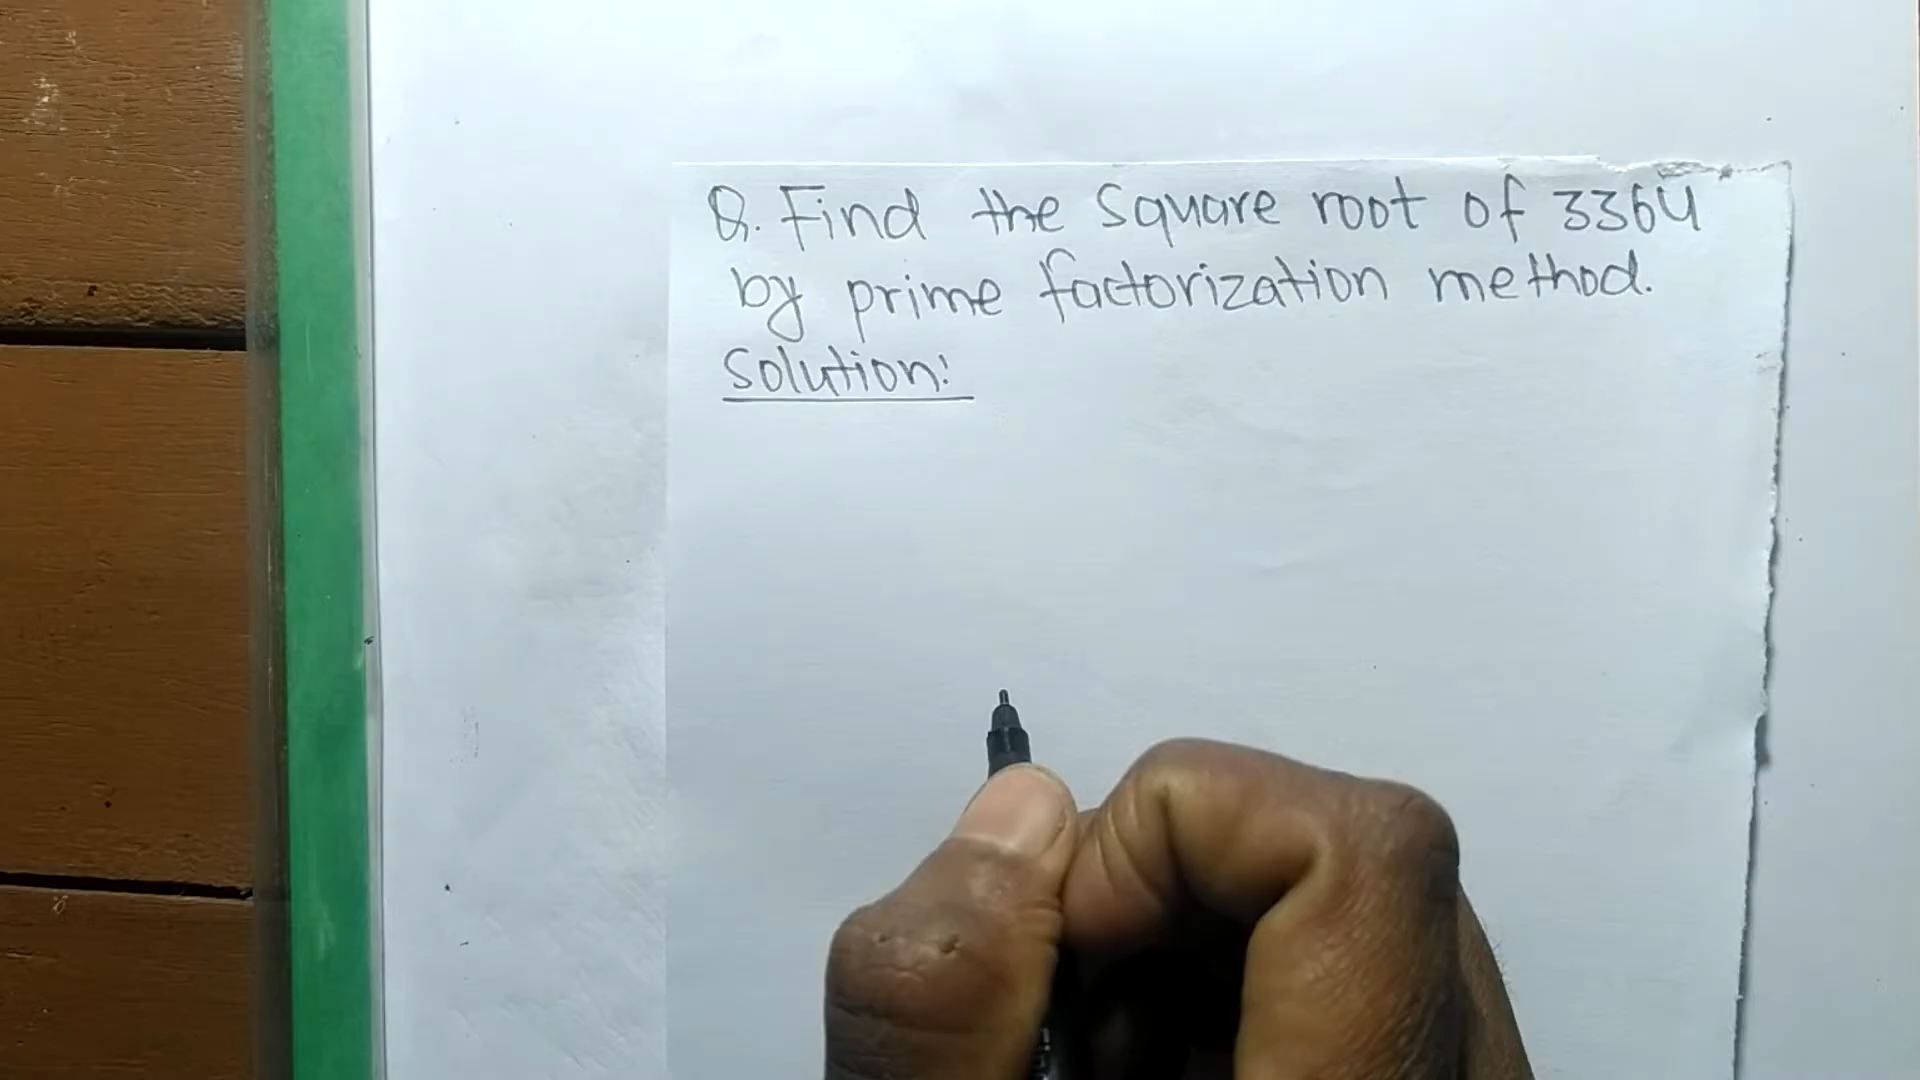 Q. Find the square root of 3364
by prime factorization method.
Solution: